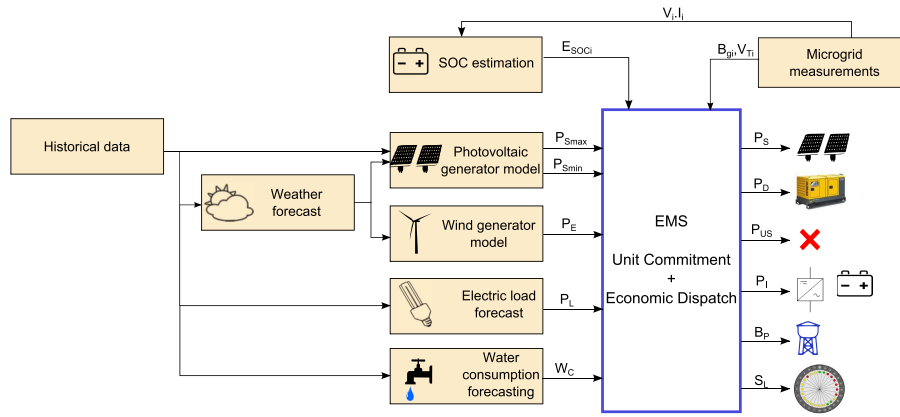 V_i.I_i
SOC estimation
E_SOCi
B_gi,V_Ti
Microgrid
measurements
Historical data
Photovoltaic
generator model
P_Smax
P_Smin
Weather
forecast
Wind generator
model
P_E
Electric load
forecast
P_L
Water
consumption
forecasting
W_C
EMS
Unit Commitment
+
Economic Dispatch
P_S
P_D
P_US
P_I
B_P
S_L